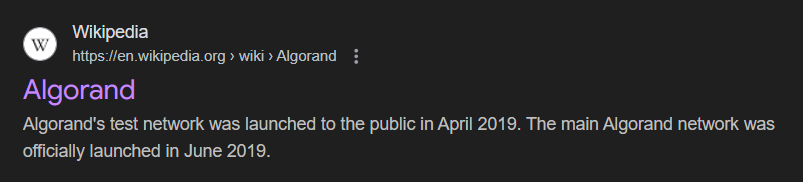 W
Wikipedia
https://en.wikipedia.org › wiki › Algorand
Algorand
Algorand's test network was launched to the public in April 2019. The main Algorand network was
officially launched in June 2019.